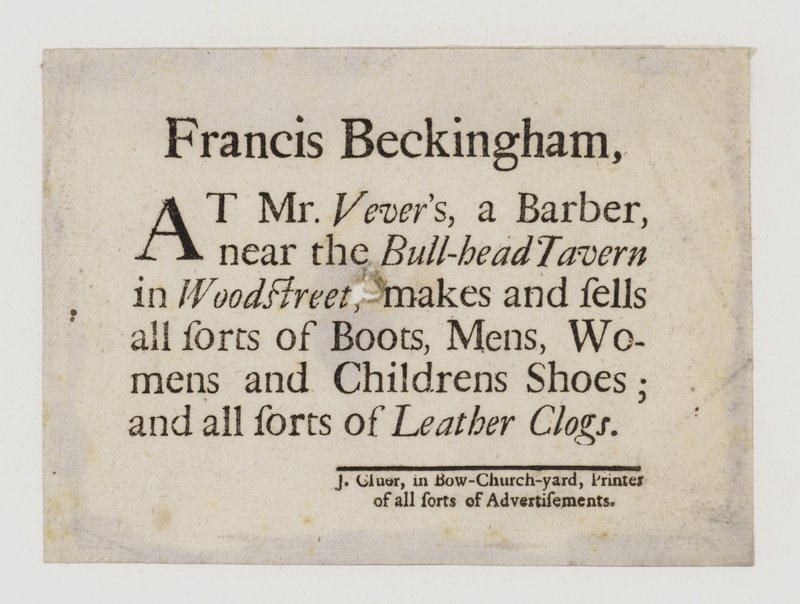 Francis Beckingham,
AT Mr. Vever's, a Barber,
near the Bull-head Tavern
in Woodſtreet, makes and ſells
all ſorts of Boots, Mens, Wo-
mens and Childrens Shoes;
and all ſorts of Leather Clogs.
J. Cluer, in Bow-Church-yard, Printer
of all ſorts of Advertiſements.